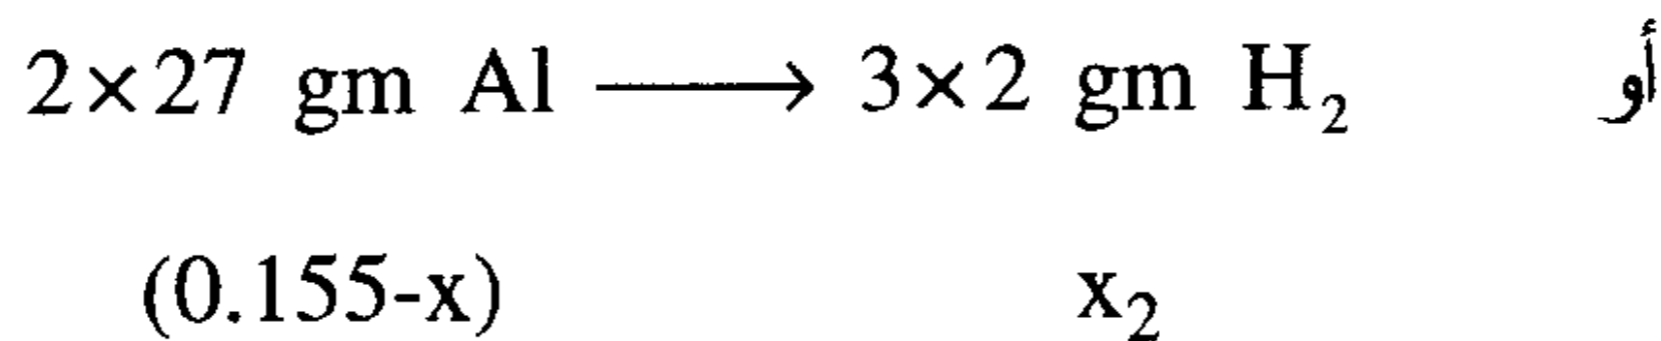 أو 2×27 gm Al ⟶ 3×2 gm H₂
(0.155-x) x₂